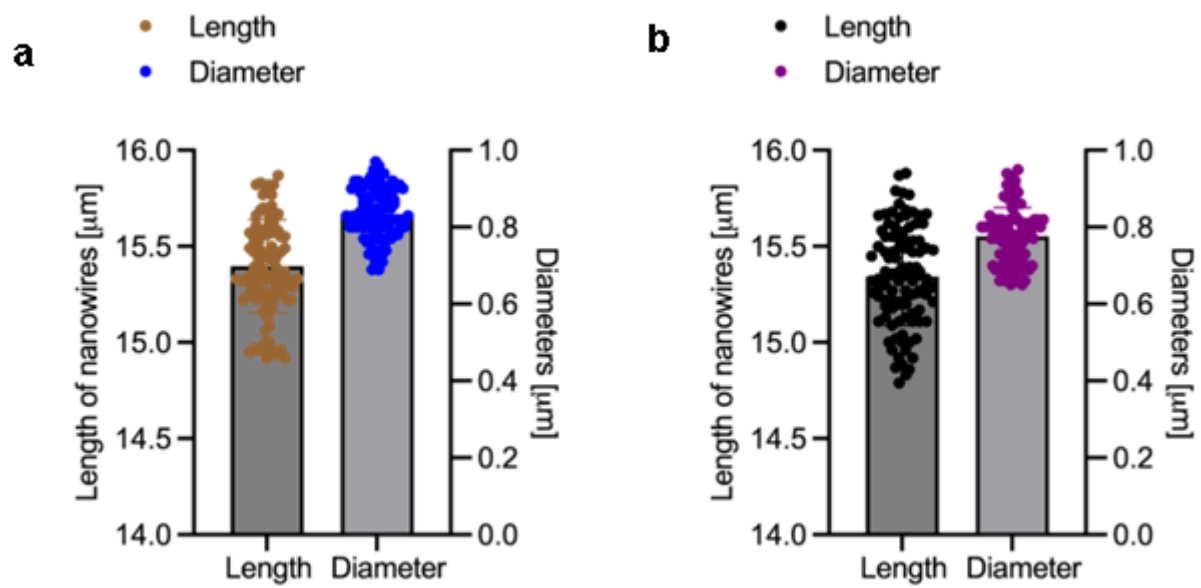 a
Length
Diameter
Length of nanowires [μm]
16.0
15.5
15.0
14.5
14.0
1.0
0.8
0.6
0.4
0.2
0.0
Diameters [μm]
Length Diameter
b
Length
Diameter
Length of nanowires [μm]
16.0
15.5
15.0
14.5
14.0
1.0
0.8
0.6
0.4
0.2
0.0
Diameters [μm]
Length Diameter